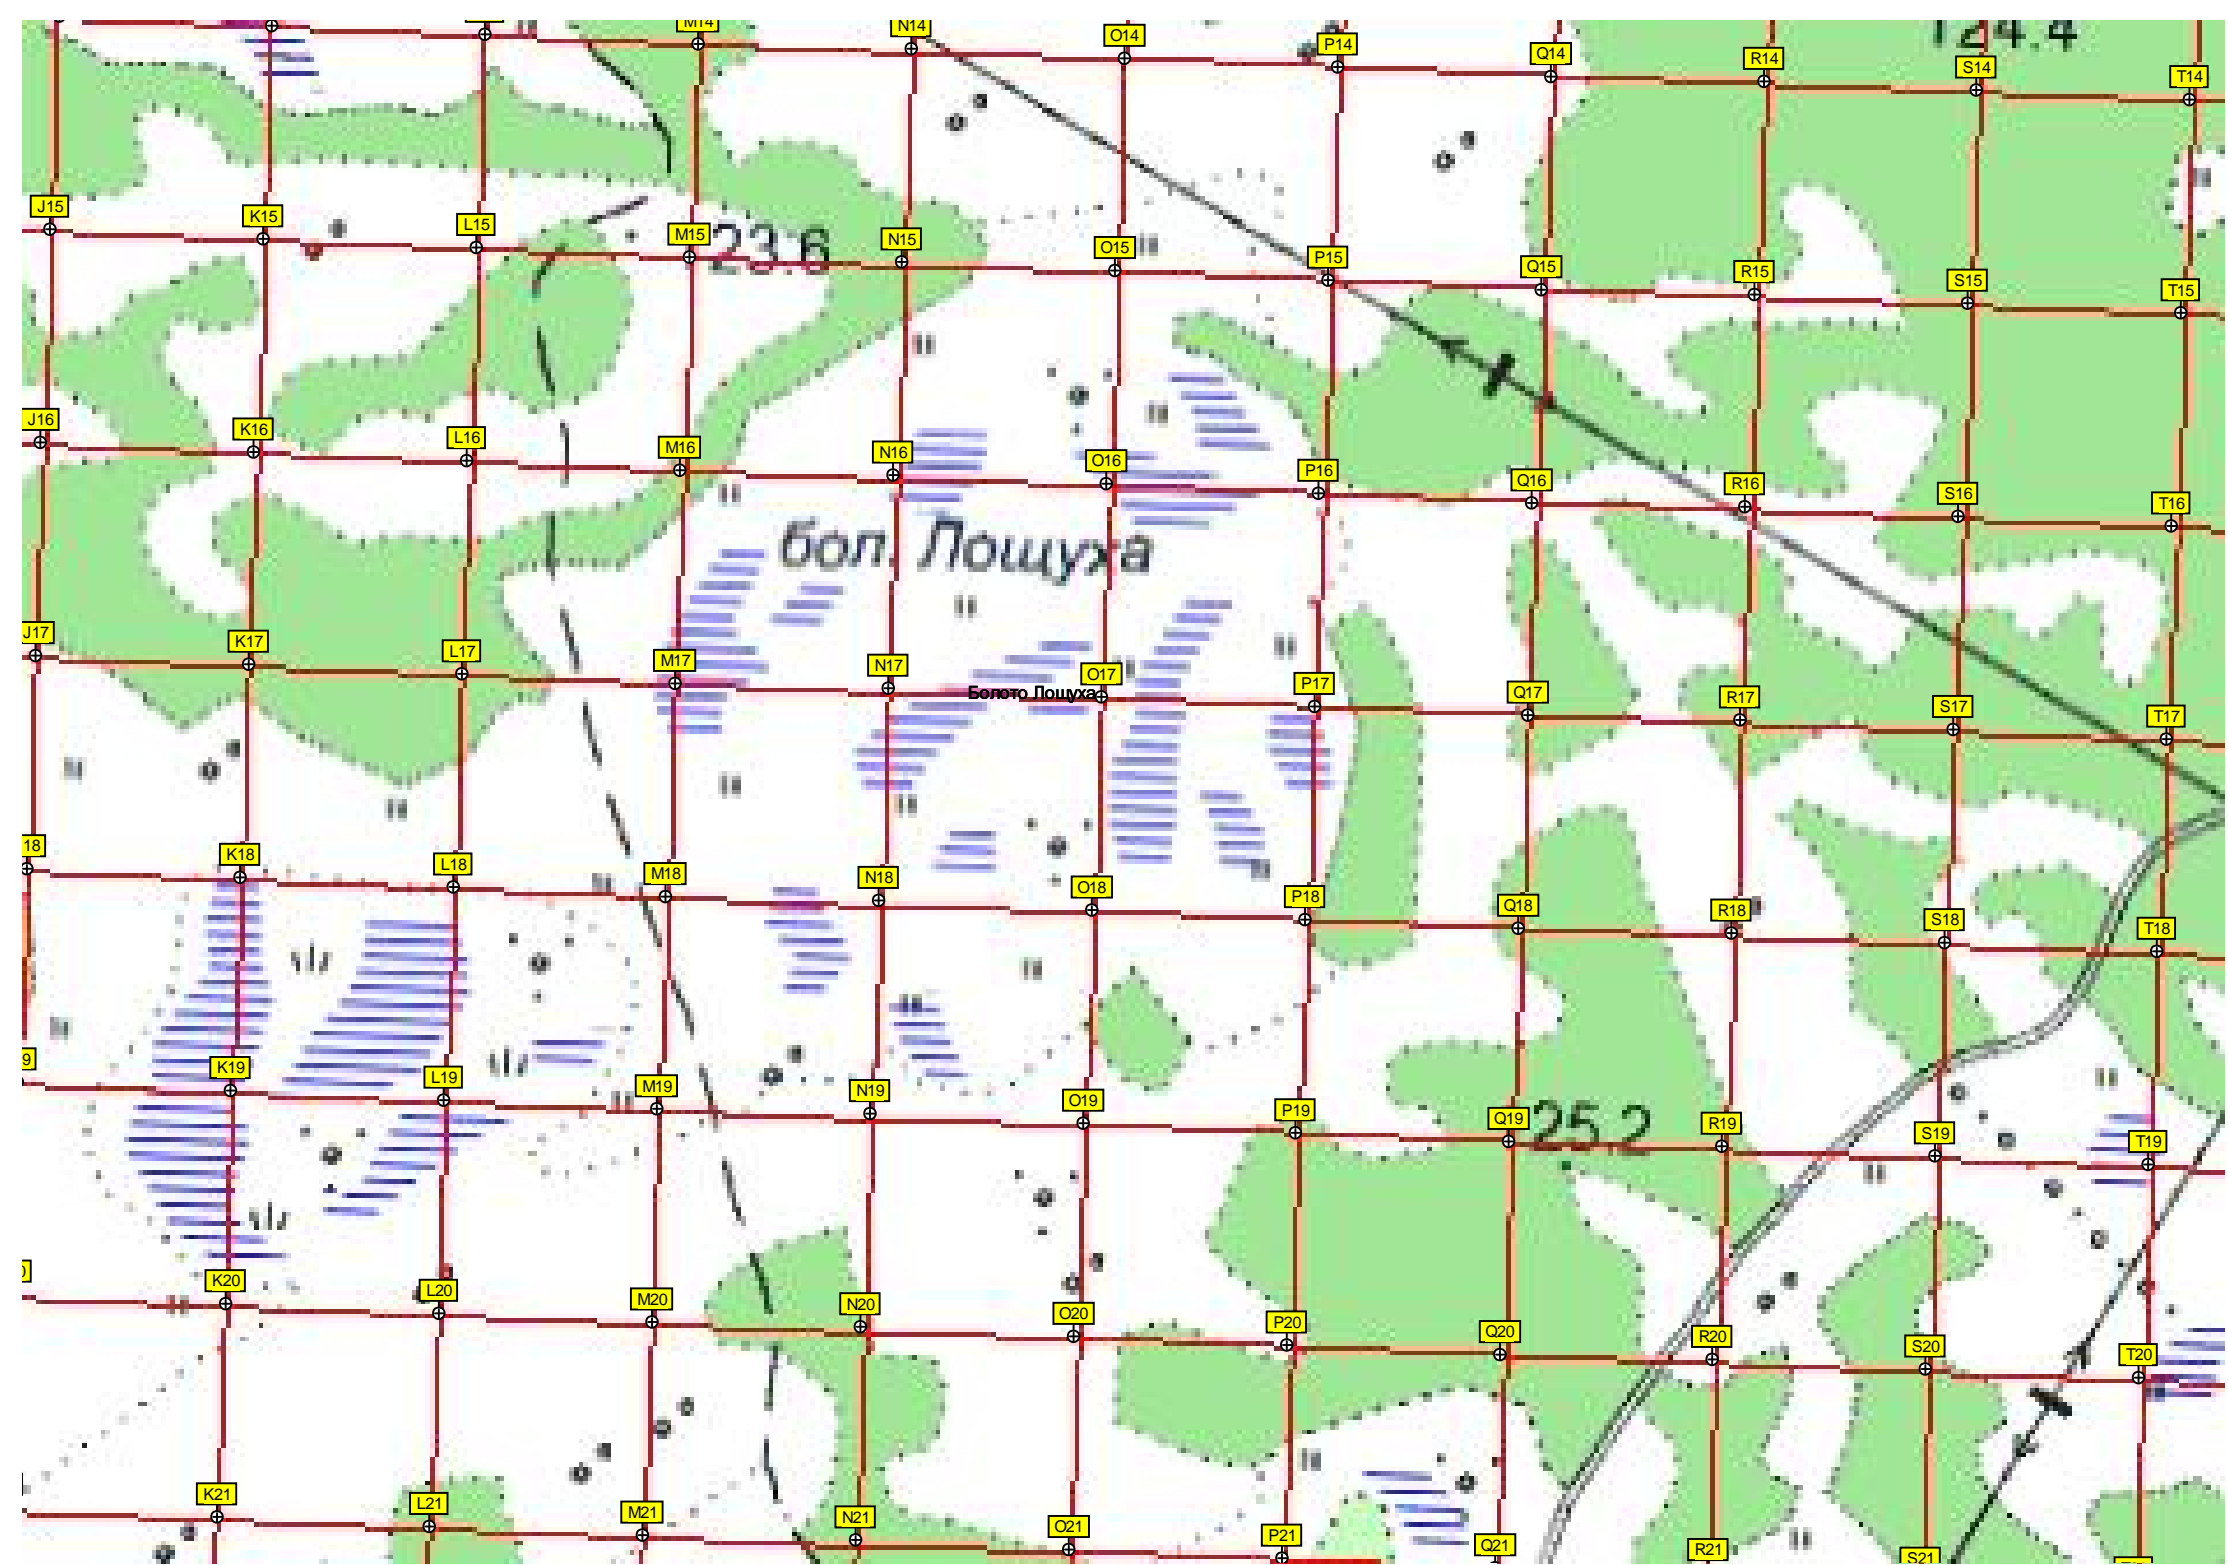 M14 N14 O14 P14 Q14 R14 S14 T14
124.4
J15 K15 L15 M15 N15 O15 P15 Q15 R15 S15 T15
23.6
J16 K16 L16 M16 N16 O16 P16 Q16 R16 S16 T16
бол. Лощуха
J17 K17 L17 M17 N17 O17 P17 Q17 R17 S17 T17
Болото Лощуха
18 K18 L18 M18 N18 O18 P18 Q18 R18 S18 T18
9 K19 L19 M19 N19 O19 P19 Q19 R19 S19 T19
25.2
K20 L20 M20 N20 O20 P20 Q20 R20 S20 T20
K21 L21 M21 N21 O21 P21 Q21 R21 S21